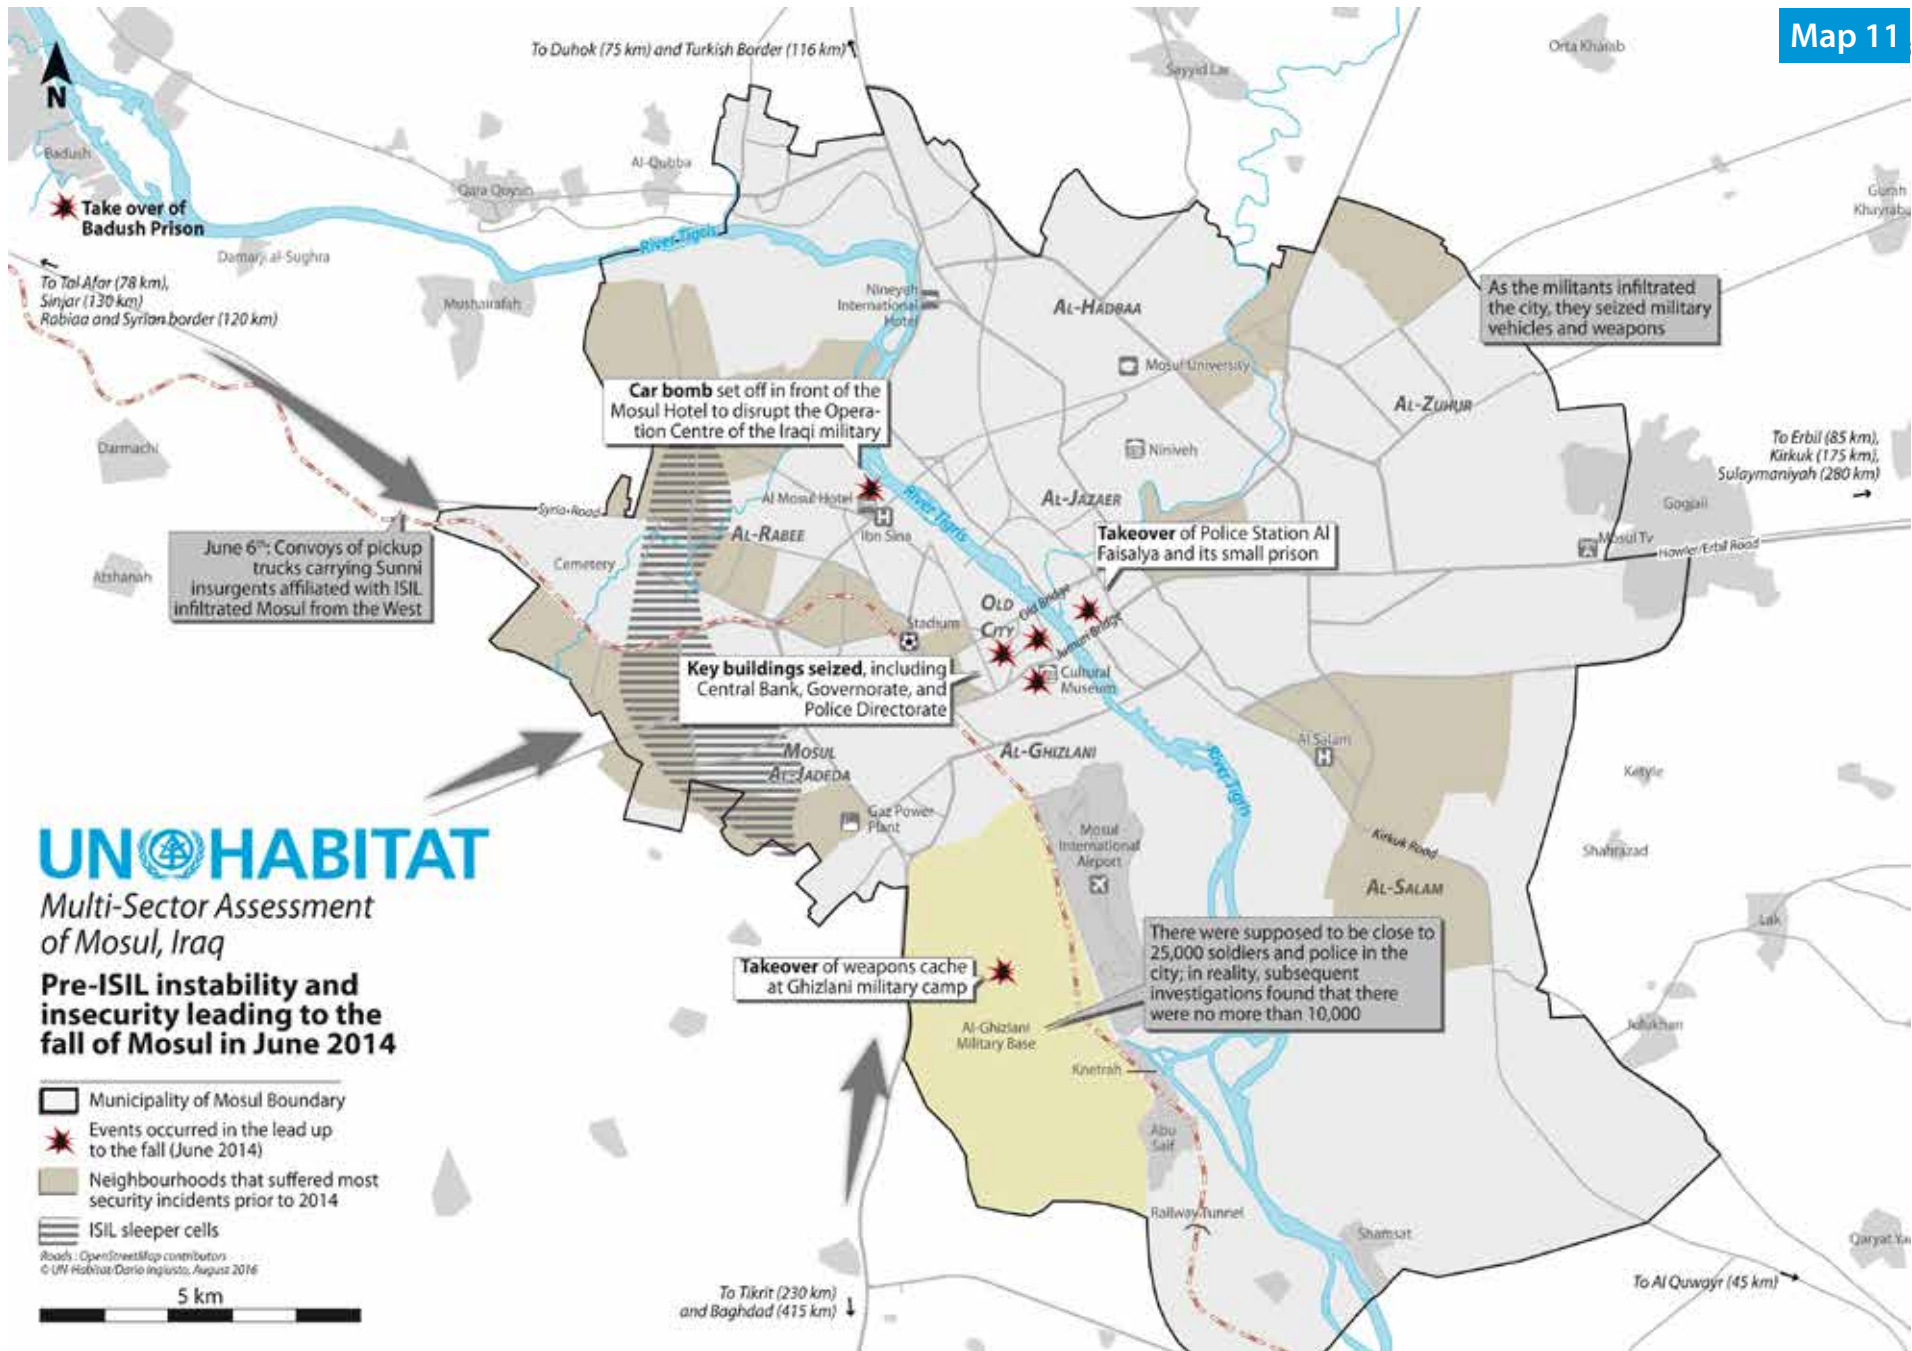 Map 11
To Duhok (75 km) and Turkish Border (116 km)
Orta Kharab
Sayyid Lar
N
Badush
Al-Qubba
Qara Quyun
Take over of
Badush Prison
River Tigris
Damarji al-Sughra
To Tal Afar (78 km),
Sinjar (130 km)
Rabiaa and Syrian border (120 km)
Mushairafah
Nineveh
International
Hotel
AL-HADBAA
As the militants infiltrated
the city, they seized military
vehicles and weapons
Mosul University
Car bomb set off in front of the
Mosul Hotel to disrupt the Opera-
tion Centre of the Iraqi military
AL-ZUHUR
Darmachi
Niniveh
To Erbil (85 km),
Kirkuk (175 km),
Sulaymaniyah (280 km)
Al Mosul Hotel
River Tigris
AL-JAZAER
Gogjali
Syria Road
AL-RABEE
Ibn Sina
Takeover of Police Station Al
Faisalya and its small prison
Mosul Tv
Hawler/Erbil Road
June 6th: Convoys of pickup
trucks carrying Sunni
insurgents affiliated with ISIL
infiltrated Mosul from the West
Cemetery
Atshanah
OLD
CITY
Old Bridge
Stadium
Jumuri Bridge
Key buildings seized, including
Central Bank, Governorate, and
Police Directorate
Cultural
Museum
MOSUL
AL-JADEDA
AL-GHIZLANI
Al Salam
River Tigris
Ketyle
Gaz Power
Plant
Mosul
International
Airport
Kirkuk Road
Shahrazad
AL-SALAM
Lak
UN HABITAT
Multi-Sector Assessment
of Mosul, Iraq
Pre-ISIL instability and
insecurity leading to the
fall of Mosul in June 2014
Takeover of weapons cache
at Ghizlani military camp
There were supposed to be close to
25,000 soldiers and police in the
city; in reality, subsequent
investigations found that there
were no more than 10,000
Al-Ghizlani
Military Base
Knetrah
Abu
Saif
Railway Tunnel
Shamsat
Municipality of Mosul Boundary
Events occurred in the lead up
to the fall (June 2014)
Neighbourhoods that suffered most
security incidents prior to 2014
ISIL sleeper cells
Roads : OpenStreetMap contributors
© UN-Habitat/Dario Ingiusto, August 2016
5 km
To Tikrit (230 km)
and Baghdad (415 km)
To Al Quwayr (45 km)